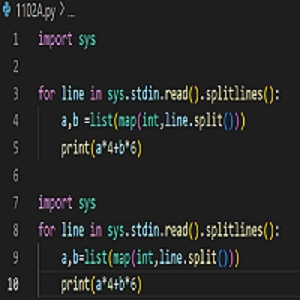 1102A.py > ...
1 import sys
2
3 for line in sys.stdin.read().splitlines():
4     a,b =list(map(int,line.split()))
5     print(a*4+b*6)
6
7 import sys
8 for line in sys.stdin.read().splitlines():
9     a,b=list(map(int,line.split()))
10     print(a*4+b*6)